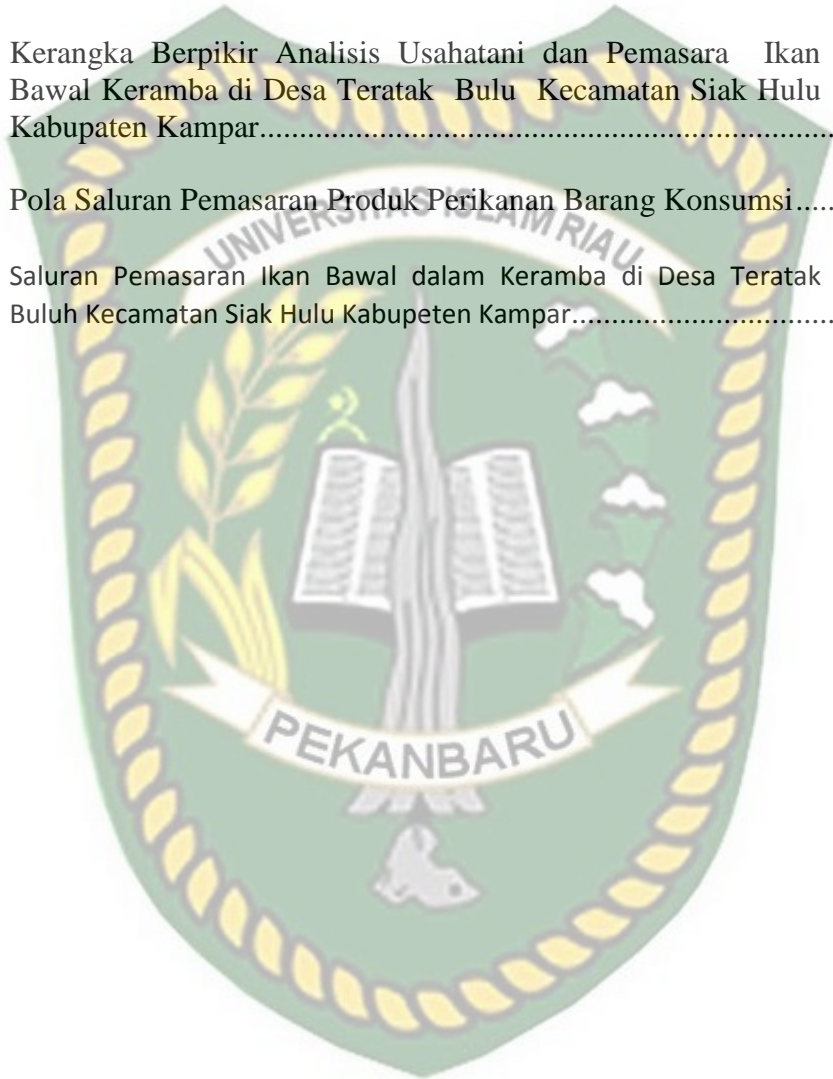 Kerangka Berpikir Analisis Usahatani dan Pemasara Ikan
Bawal Keramba di Desa Teratak Bulu Kecamatan Siak Hulu
Kabupaten Kampar........................................................................
Pola Saluran Pemasaran Produk Perikanan Barang Konsumsi.....
UNIVERSITAS ISLAM RIAU
Saluran Pemasaran Ikan Bawal dalam Keramba di Desa Teratak
Buluh Kecamatan Siak Hulu Kabupeten Kampar.................................
PEKANBARU